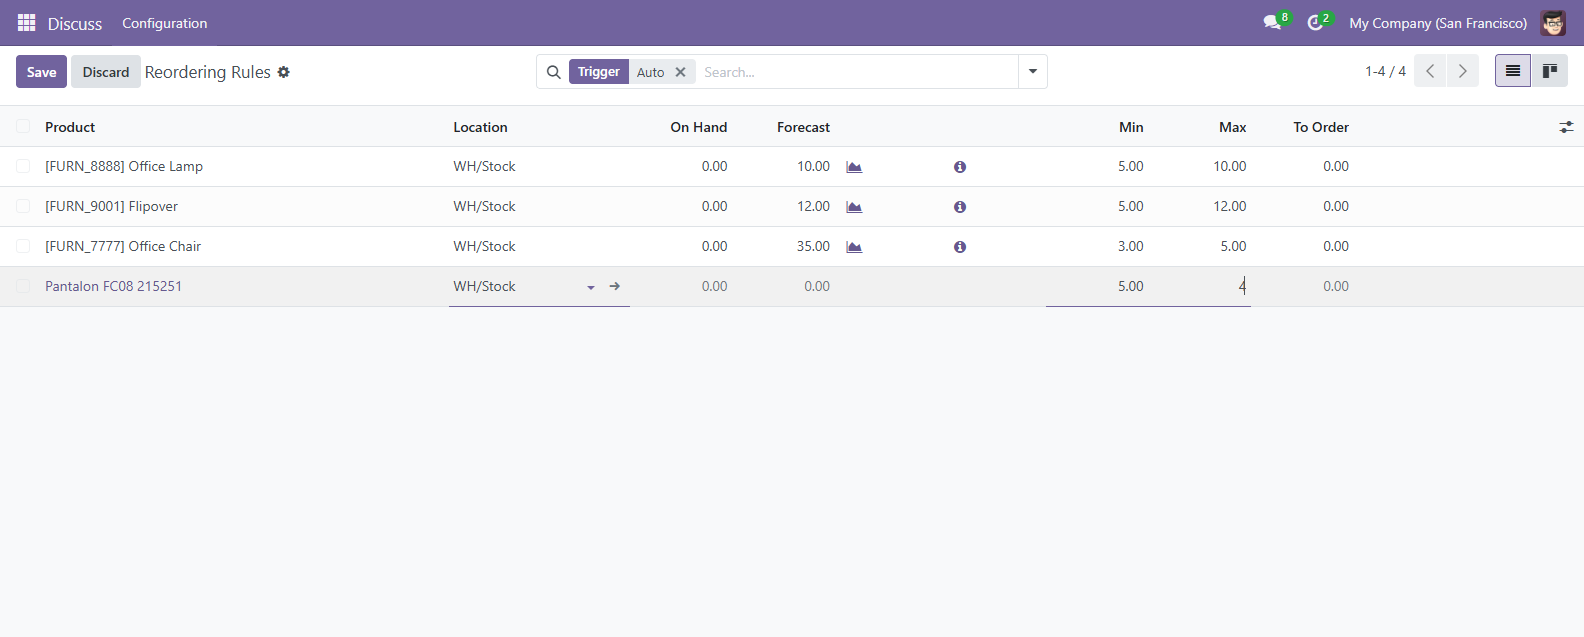 Discuss Configuration 8 2 My Company (San Francisco)
Save Discard Reordering Rules Trigger Auto Search... 1-4 / 4
Product Location On Hand Forecast Min Max To Order
[FURN_8888] Office Lamp WH/Stock 0.00 10.00 5.00 10.00 0.00
[FURN_9001] Flipover WH/Stock 0.00 12.00 5.00 12.00 0.00
[FURN_7777] Office Chair WH/Stock 0.00 35.00 3.00 5.00 0.00
Pantalon FC08 215251 WH/Stock 0.00 0.00 5.00 4 0.00